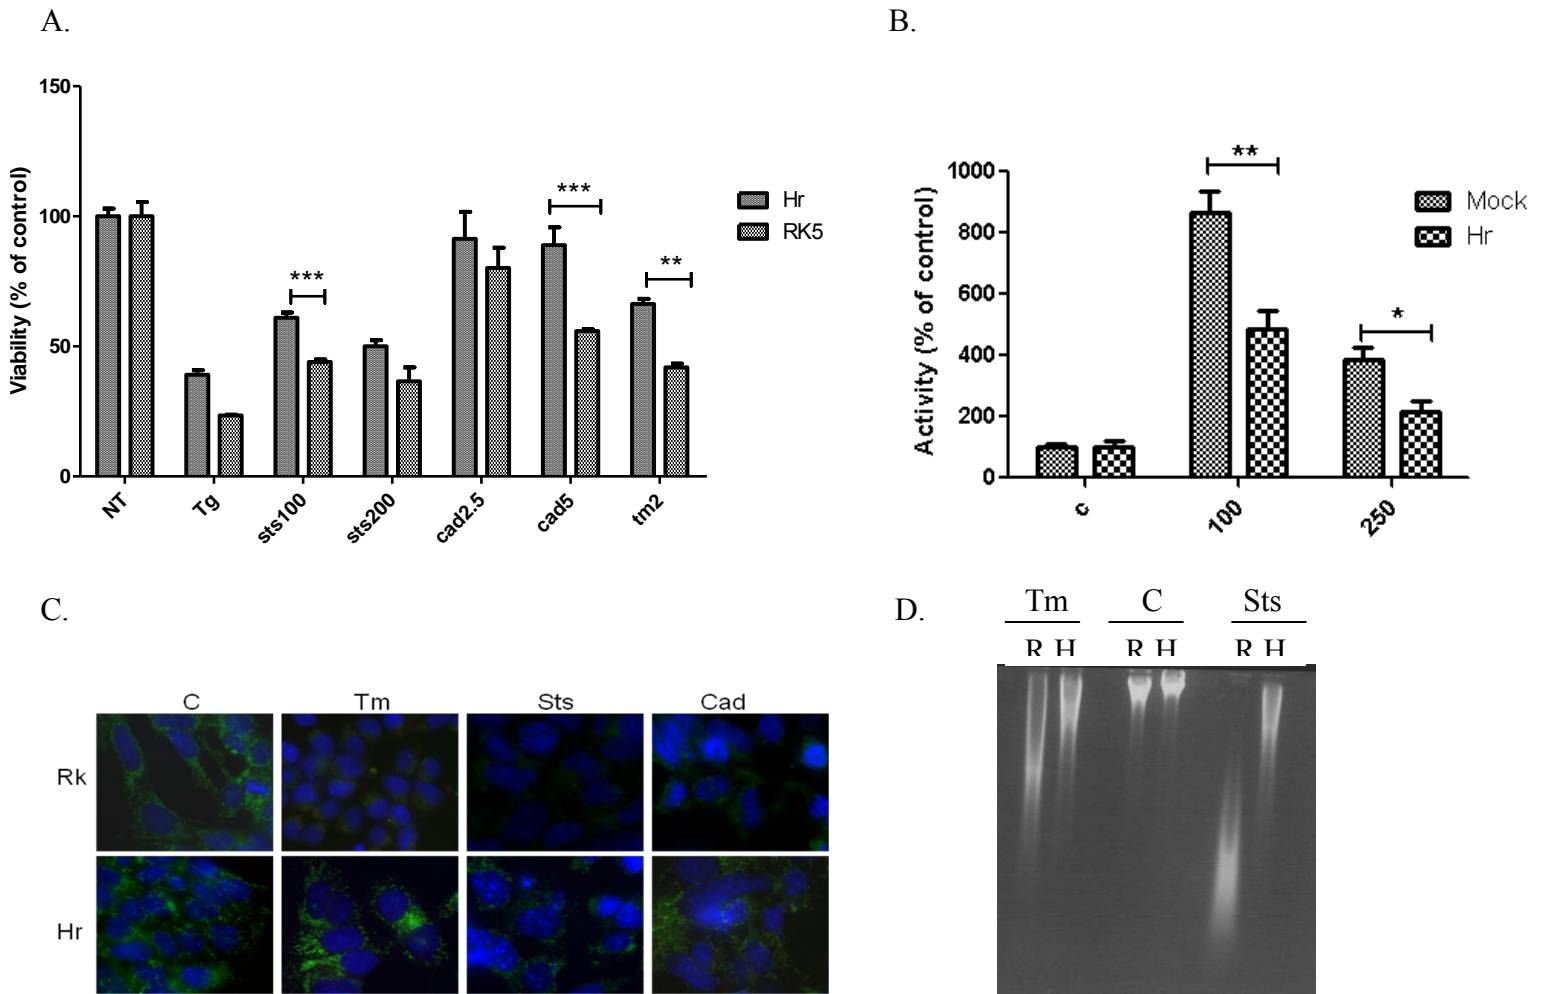 A.
B.
150
100
50
0
Viability (% of control)
***
***
**
Hr
RK5
NT Tg sts100 sts200 cad2.5 cad5 tm2
1000
800
600
400
200
0
Activity (% of control)
**
*
Mock
Hr
c 100 250
C.
C Tm Sts Cad
Rk
Hr
D.
Tm C Sts
R H R H R H